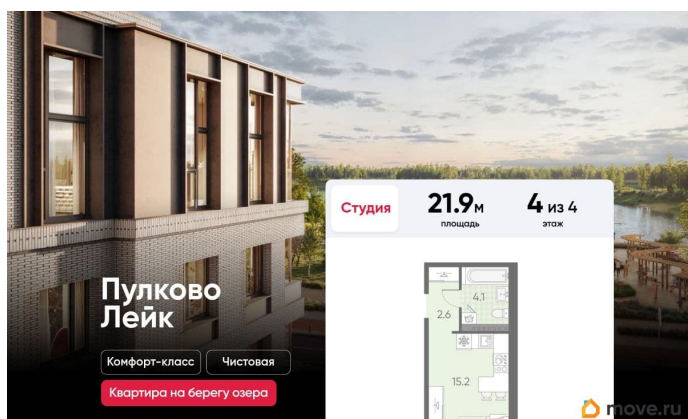 Студия
21.9 м
площадь
4 из 4
этаж
4.1
2.6
15.2
Пулково
Лейк
Комфорт-класс
Чистовая
Квартира на берегу озера
move.ru